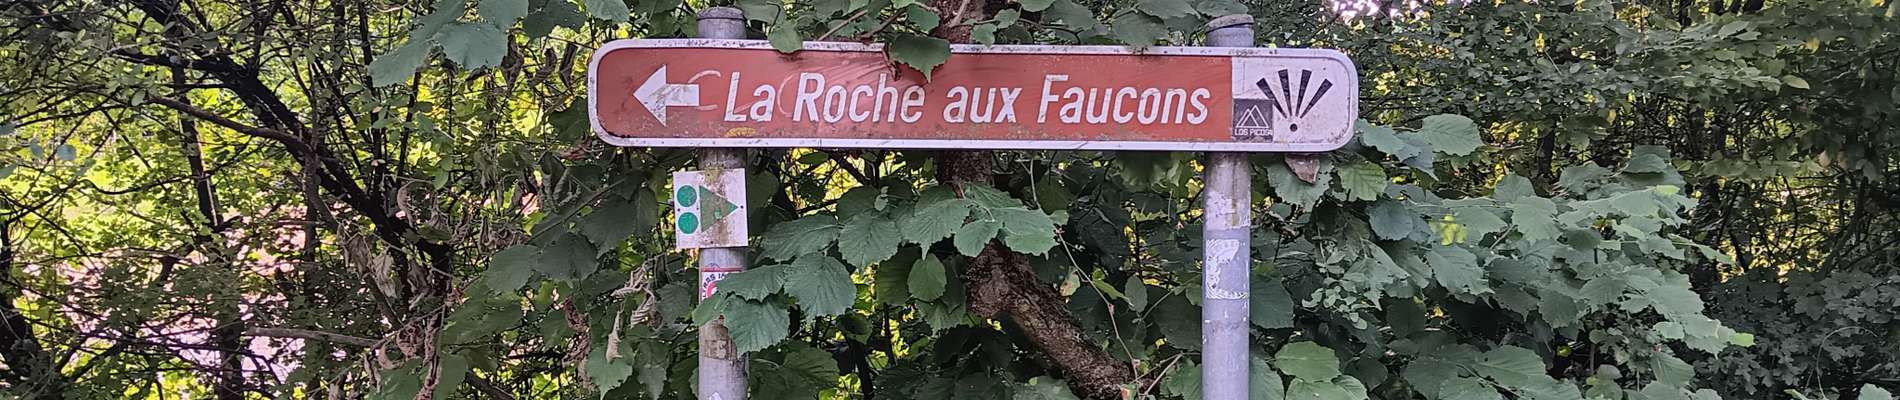 La Roche aux Faucons
LOS PICOS